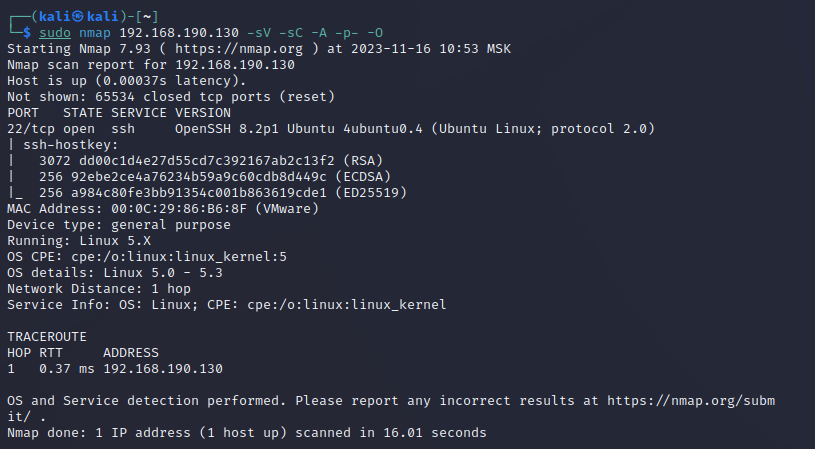 ┌──(kali㉿kali)-[~]
└─$ sudo nmap 192.168.190.130 -sV -sC -A -p- -O
Starting Nmap 7.93 ( https://nmap.org ) at 2023-11-16 10:53 MSK
Nmap scan report for 192.168.190.130
Host is up (0.00037s latency).
Not shown: 65534 closed tcp ports (reset)
PORT   STATE SERVICE VERSION
22/tcp open  ssh     OpenSSH 8.2p1 Ubuntu 4ubuntu0.4 (Ubuntu Linux; protocol 2.0)
| ssh-hostkey:
|   3072 dd00c1d4e27d55cd7c392167ab2c13f2 (RSA)
|   256 92ebe2ce4a76234b59a9c60cdb8d449c (ECDSA)
|_  256 a984c80fe3bb91354c001b863619cde1 (ED25519)
MAC Address: 00:0C:29:86:B6:8F (VMware)
Device type: general purpose
Running: Linux 5.X
OS CPE: cpe:/o:linux:linux_kernel:5
OS details: Linux 5.0 - 5.3
Network Distance: 1 hop
Service Info: OS: Linux; CPE: cpe:/o:linux:linux_kernel
TRACEROUTE
HOP RTT     ADDRESS
1   0.37 ms 192.168.190.130
OS and Service detection performed. Please report any incorrect results at https://nmap.org/subm
it/ .
Nmap done: 1 IP address (1 host up) scanned in 16.01 seconds